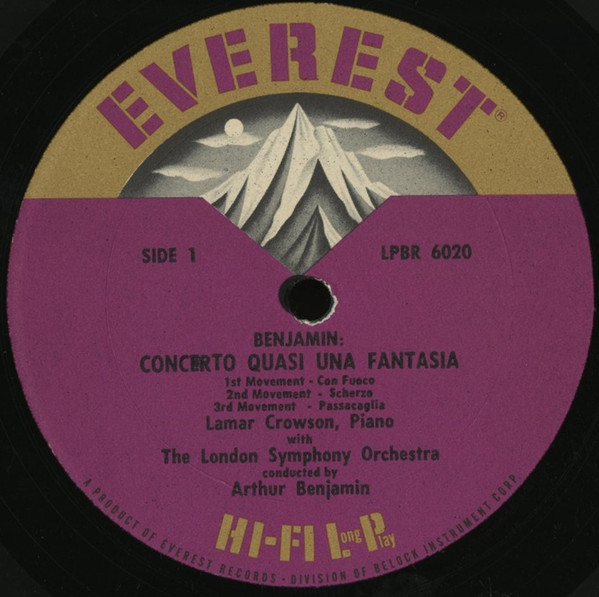 EVEREST®
SIDE 1
LPBR 6020
BENJAMIN:
CONCERTO QUASI UNA FANTASIA
1st Movement - Con Fuoco
2nd Movement - Scherzo
3rd Movement - Passacaglia
Lamar Crowson, Piano
with
The London Symphony Orchestra
conducted by
Arthur Benjamin
HI-FI Long Play
A PRODUCT OF EVEREST RECORDS · DIVISION OF BELOCK INSTRUMENT CORP.